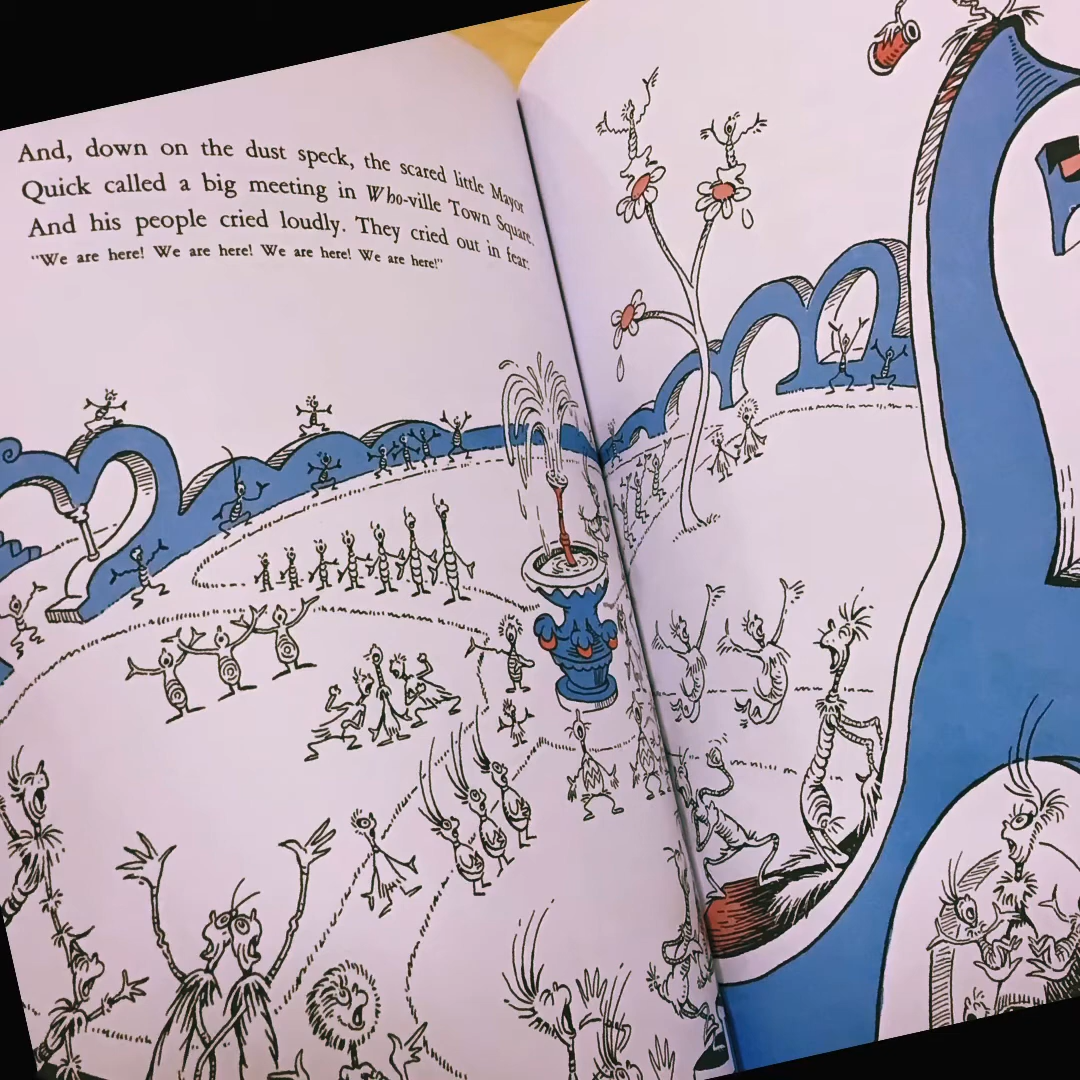 And, down on the dust speck, the scared little Mayor
Quick called a big meeting in Who-ville Town Square.
And his people cried loudly. They cried out in fear:
"We are here! We are here! We are here! We are here!"